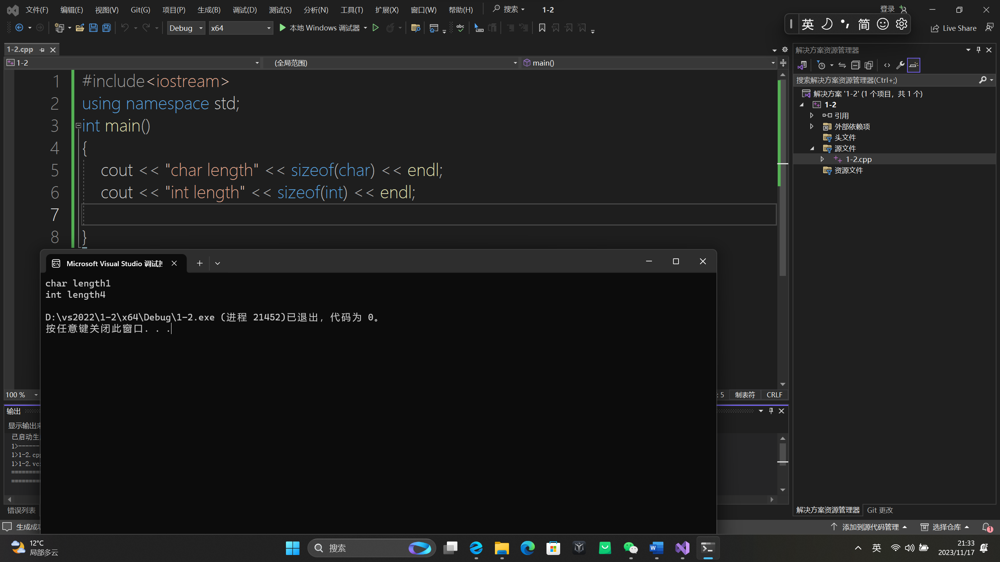 文件(F) 编辑(E) 视图(V) Git(G) 项目(P) 生成(B) 调试(D) 测试(S) 分析(N) 工具(T) 扩展(X) 窗口(W) 帮助(H) 搜索 1-2 登录
Debug x64 本地 Windows 调试器 abc 英 简 Live Share
1-2.cpp
1-2 (全局范围) main()
1 #include<iostream>
2 using namespace std;
3 int main()
4 {
5 cout << "char length" << sizeof(char) << endl;
6 cout << "int length" << sizeof(int) << endl;
7
8 }
解决方案资源管理器
搜索解决方案资源管理器(Ctrl+;)
解决方案 '1-2' (1 个项目，共 1 个)
1-2
引用
外部依赖项
头文件
源文件
1-2.cpp
资源文件
Microsoft Visual Studio 调试
char length1
int length4
D:\vs2022\1-2\x64\Debug\1-2.exe (进程 21452)已退出，代码为 0。
按任意键关闭此窗口. . .
100 % : 5 制表符 CRLF
输出
显示输出来
已启动生
1>------
1>1-2.cpp
1>1-2.vc
==========
==========
错误列表
解决方案资源管理器 Git 更改
生成成功 添加到源代码管理 选择仓库 1
12°C
局部多云
搜索
英
21:33
2023/11/17